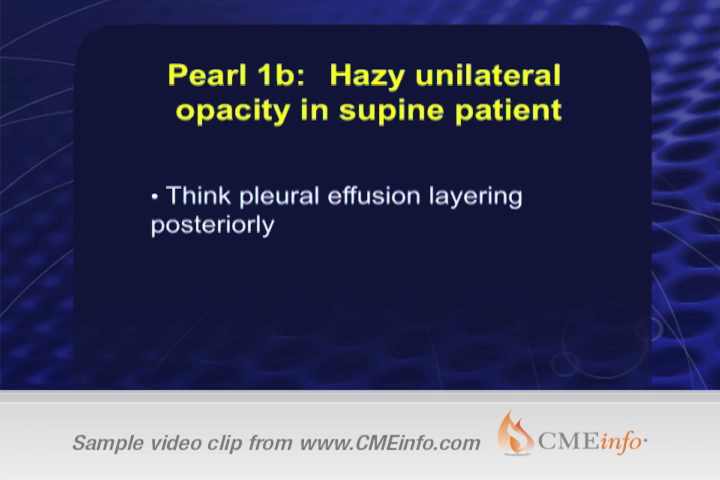 Pearl 1b: Hazy unilateral
opacity in supine patient
• Think pleural effusion layering
posteriorly
Sample video clip from www.CMEinfo.com
CMEinfo